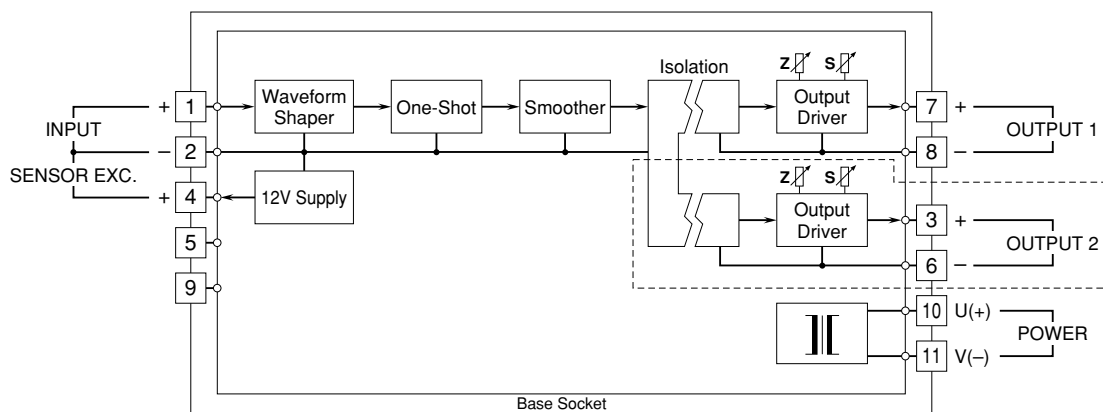 Isolation
Z S
1
+
Waveform
Shaper
One-Shot
Smoother
Output
Driver
7
+
INPUT
OUTPUT 1
–
2
8
–
SENSOR EXC.
Z S
+
4
12V Supply
Output
Driver
3
+
5
OUTPUT 2
6
–
9
10
U(+)
POWER
11
V(–)
Base Socket